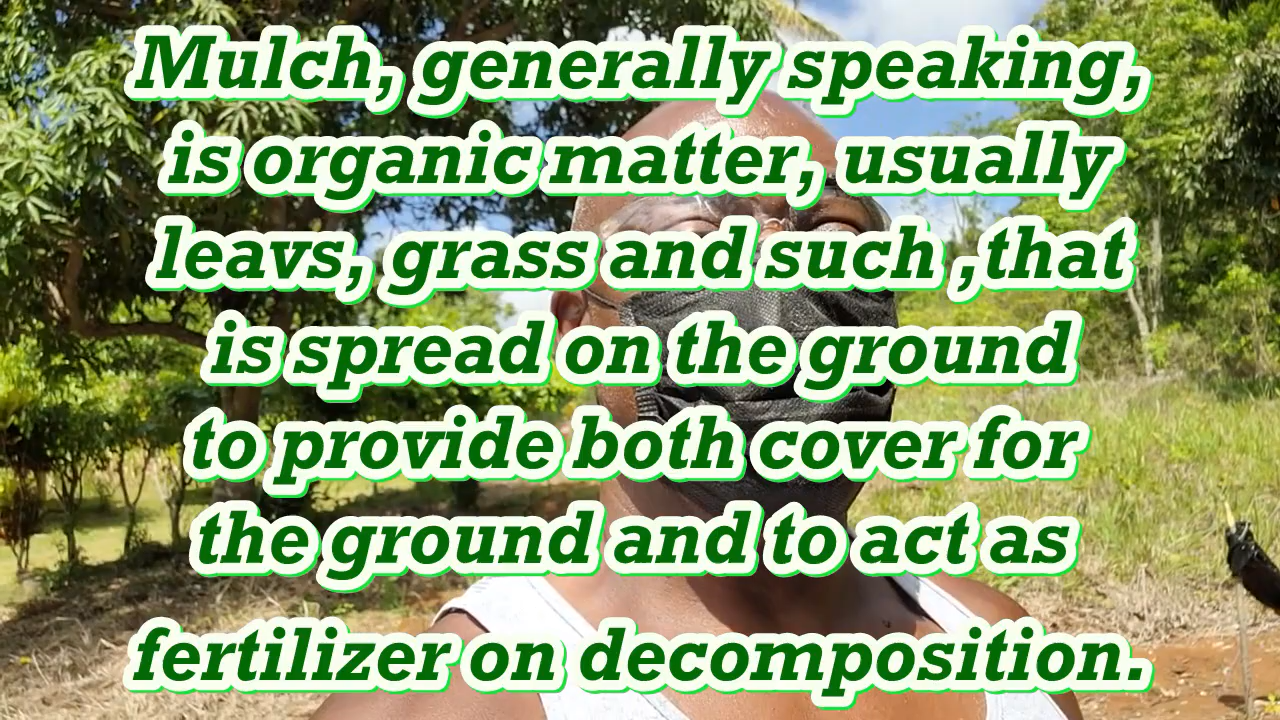 Mulch, generally speaking,
is organic matter, usually
leavs, grass and such ,that
is spread on the ground
to provide both cover for
the ground and to act as
fertilizer on decomposition.